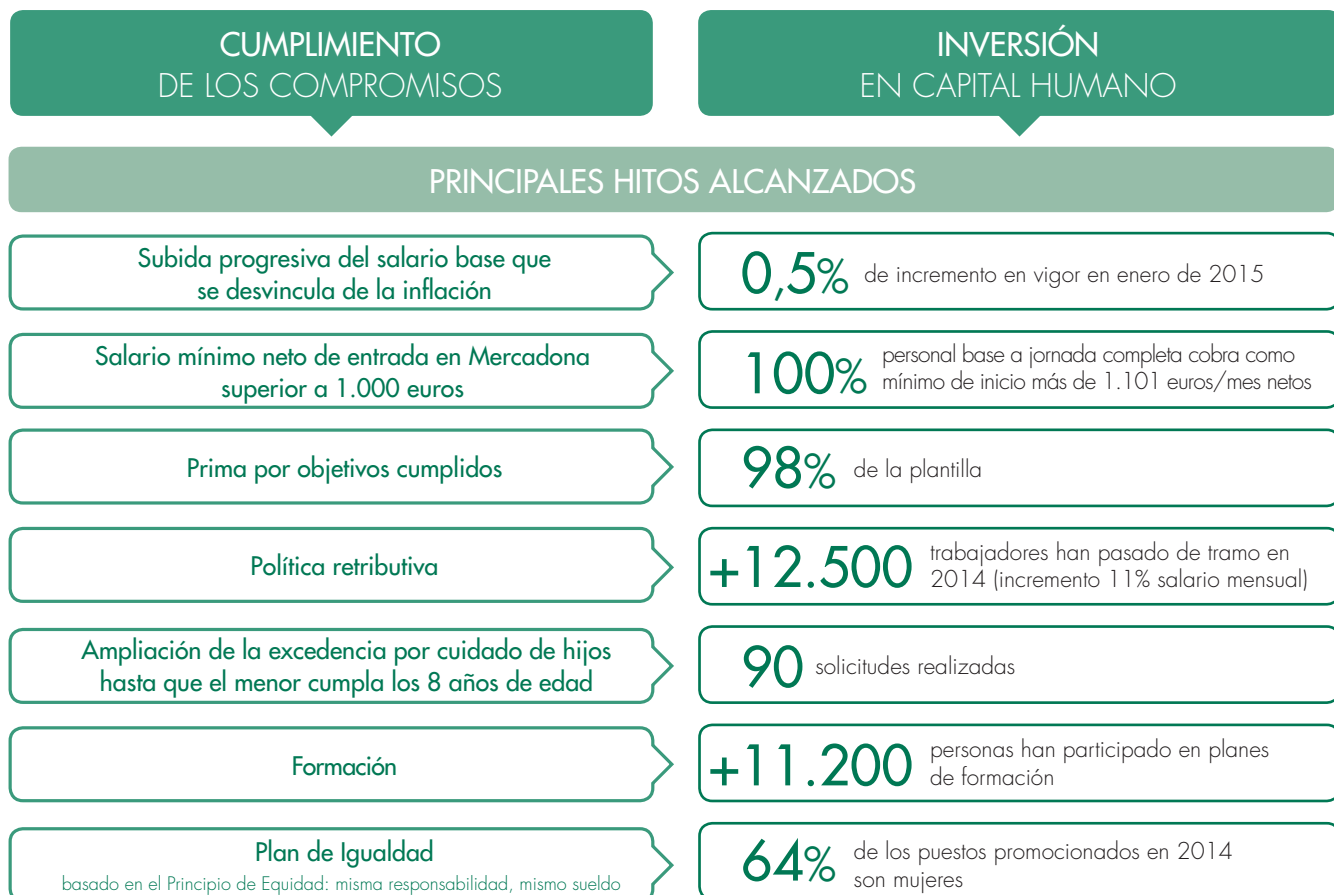 CUMPLIMIENTO
DE LOS COMPROMISOS
INVERSIÓN
EN CAPITAL HUMANO
PRINCIPALES HITOS ALCANZADOS
Subida progresiva del salario base que
se desvincula de la inflación
0,5% de incremento en vigor en enero de 2015
Salario mínimo neto de entrada en Mercadona
superior a 1.000 euros
100% personal base a jornada completa cobra como
mínimo de inicio más de 1.101 euros/mes netos
Prima por objetivos cumplidos
98% de la plantilla
Política retributiva
+12.500 trabajadores han pasado de tramo en
2014 (incremento 11% salario mensual)
Ampliación de la excedencia por cuidado de hijos
hasta que el menor cumpla los 8 años de edad
90 solicitudes realizadas
Formación
+11.200 personas han participado en planes
de formación
Plan de Igualdad
basado en el Principio de Equidad: misma responsabilidad, mismo sueldo
64% de los puestos promocionados en 2014
son mujeres